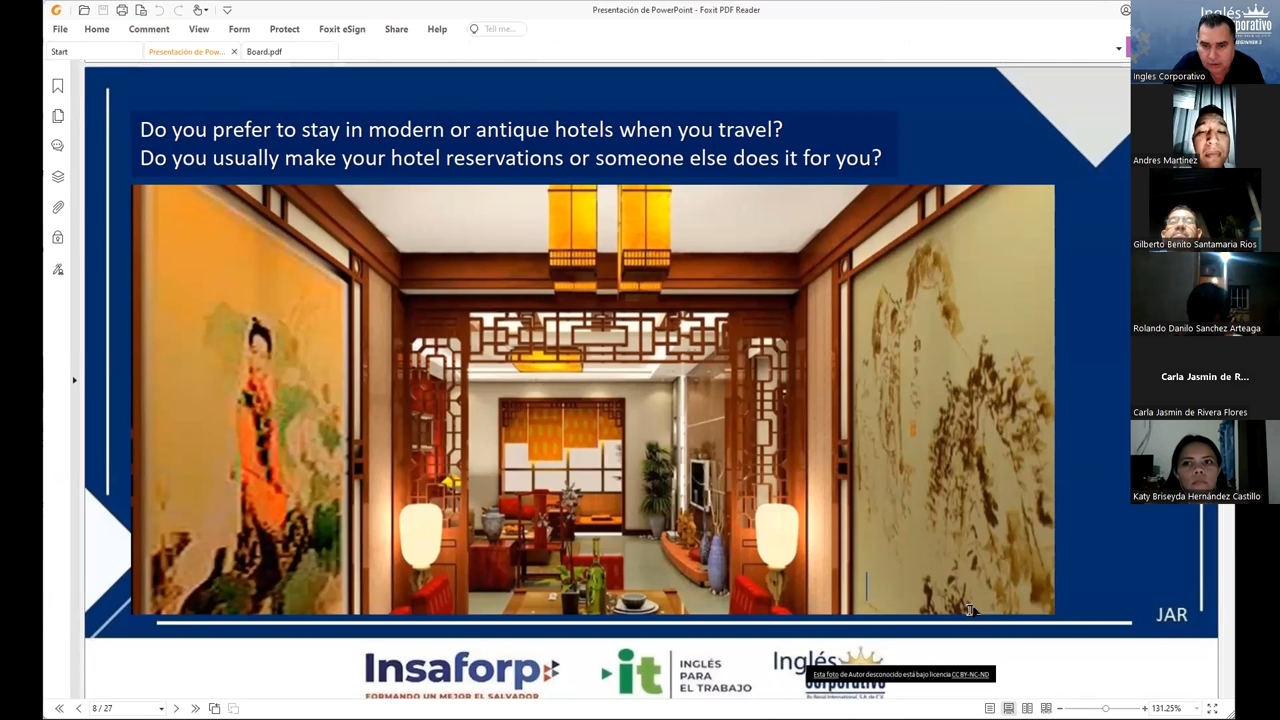 Presentación de PowerPoint - Foxit PDF Reader
File Home Comment View Form Protect Foxit eSign Share Help Tell me...
Start Presentación de Pow... Board.pdf
Do you prefer to stay in modern or antique hotels when you travel?
Do you usually make your hotel reservations or someone else does it for you?
JAR
Insaforp
FORMANDO UN MEJOR EL SALVADOR
it
INGLÉS
PARA
EL TRABAJO
Inglés
Corporativo
Esta foto de Autor desconocido está bajo licencia CC BY-NC-ND
8 / 27
131.25%
Inglés
Ingles Corporativo
Andres Martinez
Gilberto Benito Santamaria Rios
Rolando Danilo Sanchez Arteaga
Carla Jasmin de R...
Carla Jasmin de Rivera Flores
Katy Briseyda Hernández Castillo